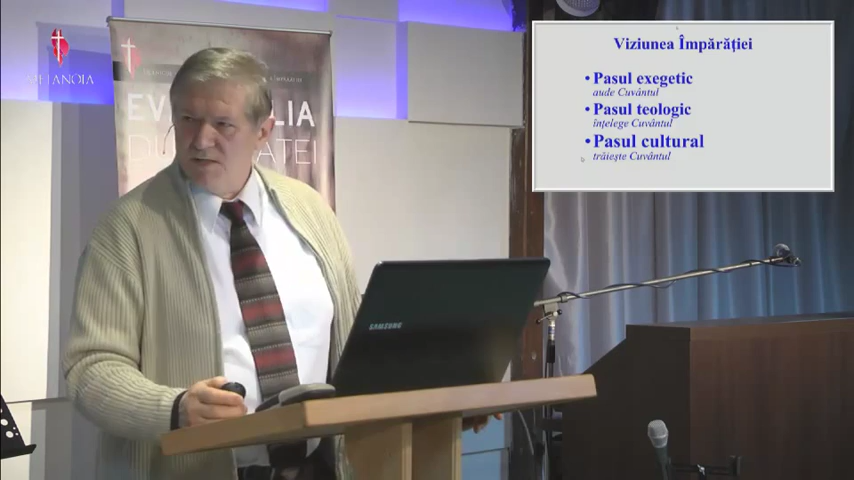 METANOIA
Viziunea Împărăției
• Pasul exegetic
aude Cuvântul
• Pasul teologic
înțelege Cuvântul
• Pasul cultural
trăiește Cuvântul
SAMSUNG